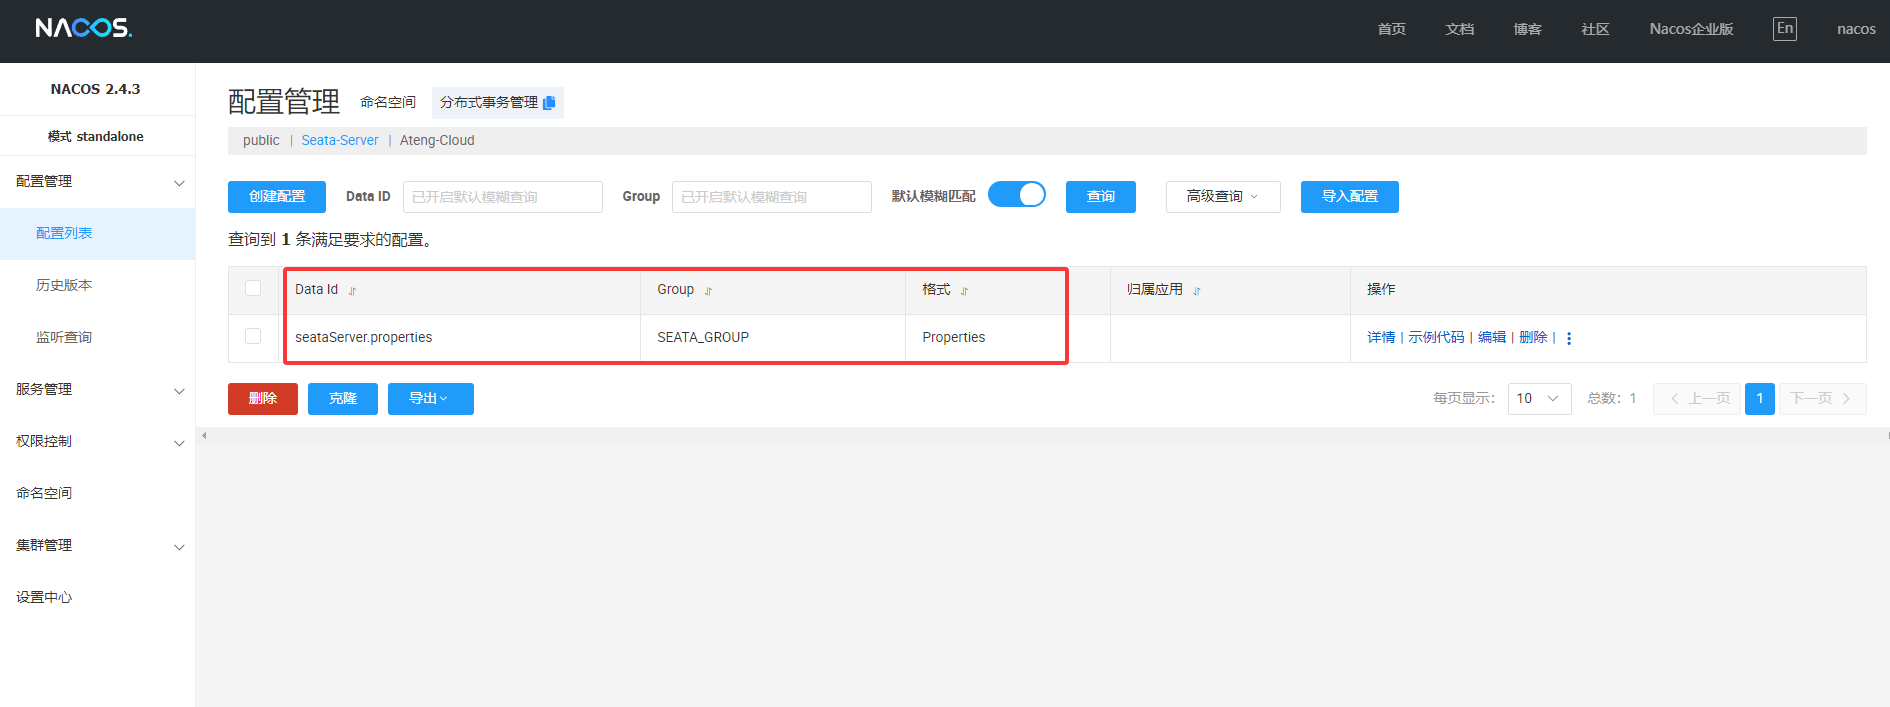 NACOS.
首页 文档 博客 社区 Nacos企业版 En nacos
NACOS 2.4.3
模式 standalone
配置管理
配置列表
历史版本
监听查询
服务管理
权限控制
命名空间
集群管理
设置中心
配置管理 命名空间 分布式事务管理
public | Seata-Server | Ateng-Cloud
创建配置 Data ID 已开启默认模糊查询 Group 已开启默认模糊查询 默认模糊匹配 查询 高级查询 导入配置
查询到 1 条满足要求的配置。
Data Id Group 格式 归属应用 操作
seataServer.properties SEATA_GROUP Properties 详情 | 示例代码 | 编辑 | 删除 |
删除 克隆 导出 每页显示： 10 总数：1 上一页 1 下一页